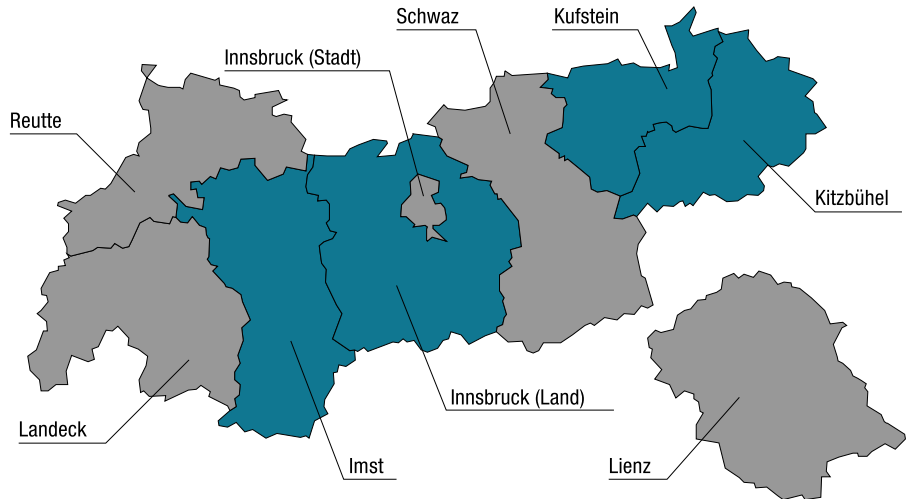 Schwaz
Kufstein
Innsbruck (Stadt)
Reutte
Kitzbühel
Innsbruck (Land)
Landeck
Imst
Lienz